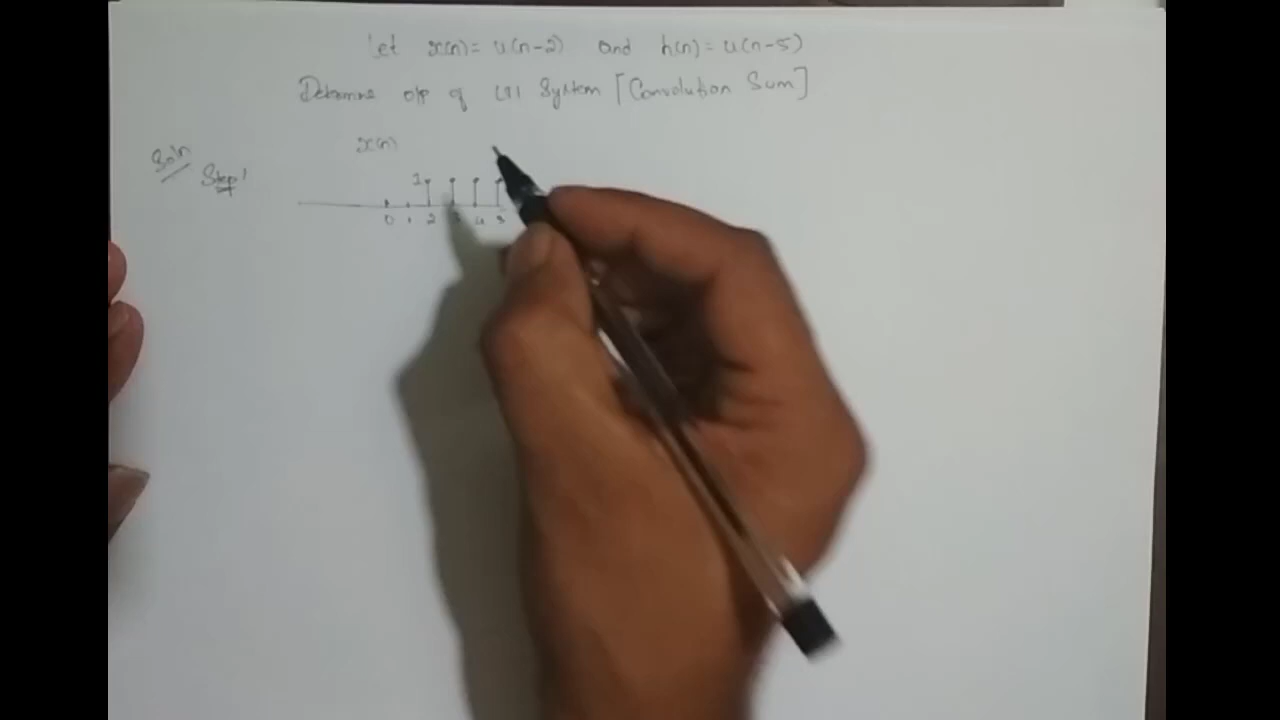 Let x(n) = u(n-2) and h(n) = u(n-5)
Determine o/p of LTI System [Convolution Sum]
x(n)
Soln
Step 1
1
0 1 2 3 4 5